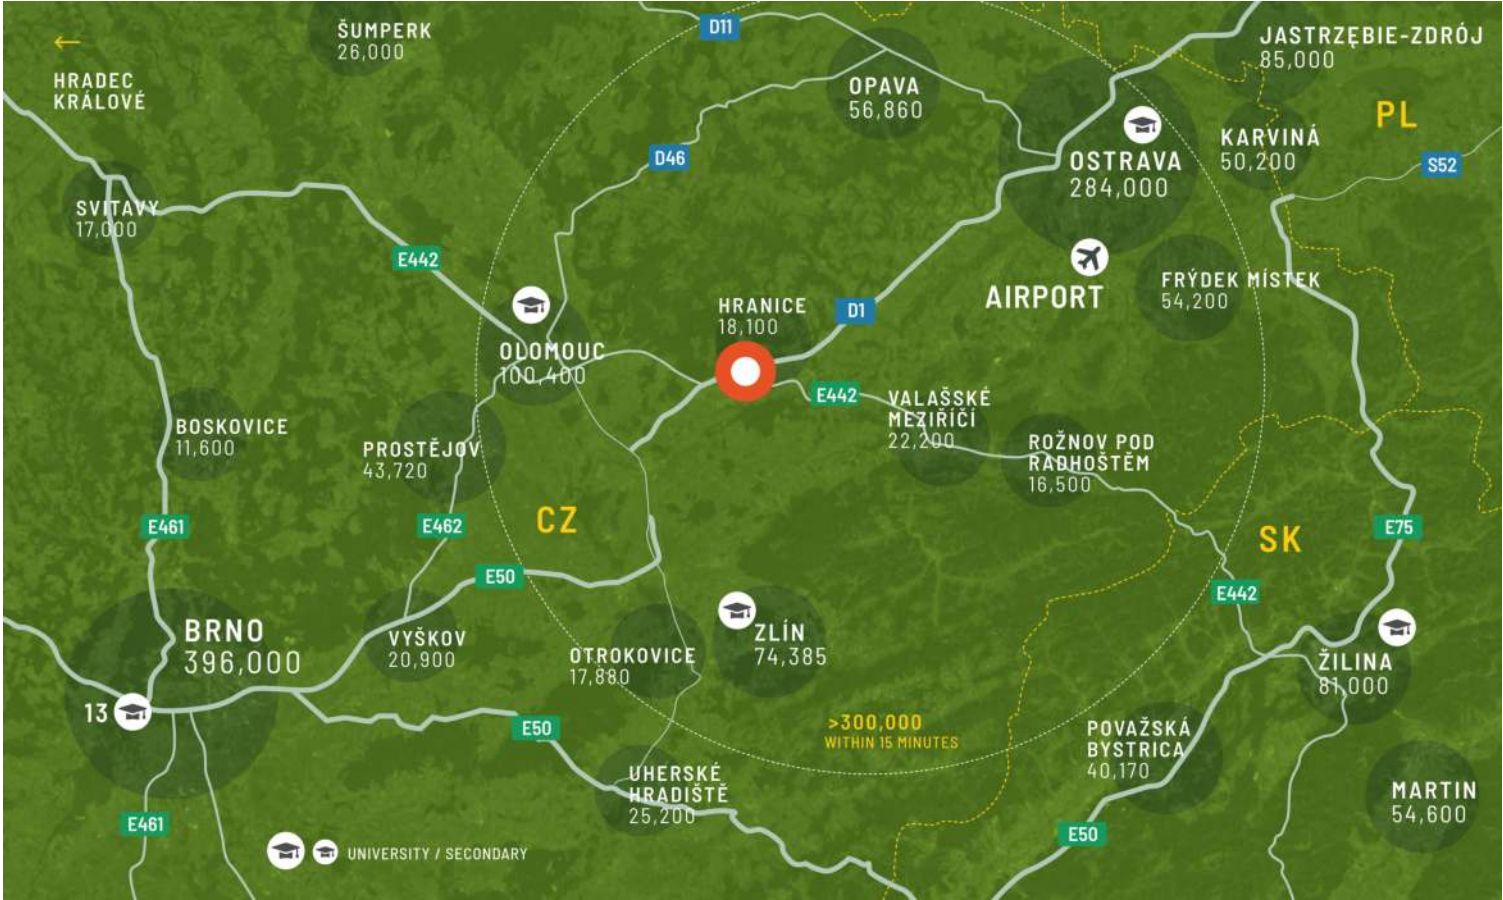 ŠUMPERK
26,000
HRADEC
KRÁLOVÉ
D11
OPAVA
56,860
JASTRZĘBIE-ZDRÓJ
85,000
PL
KARVINÁ
50,200
S52
D46
OSTRAVA
284,000
SVITAVY
17,000
E442
AIRPORT
FRÝDEK MÍSTEK
54,200
HRANICE
18,100
D1
OLOMOUC
100,400
E442
VALAŠSKÉ
MEZIŘÍČÍ
22,200
BOSKOVICE
11,600
PROSTĚJOV
43,720
ROŽNOV POD
RADHOŠTĚM
16,500
E461
E462
CZ
SK
E75
E50
E442
BRNO
396,000
VYŠKOV
20,900
OTROKOVICE
17,880
ZLÍN
74,385
ŽILINA
81,000
13
E50
>300,000
WITHIN 15 MINUTES
POVAŽSKÁ
BYSTRICA
40,170
UHERSKÉ
HRADIŠTĚ
25,200
MARTIN
54,600
E461
E50
UNIVERSITY / SECONDARY